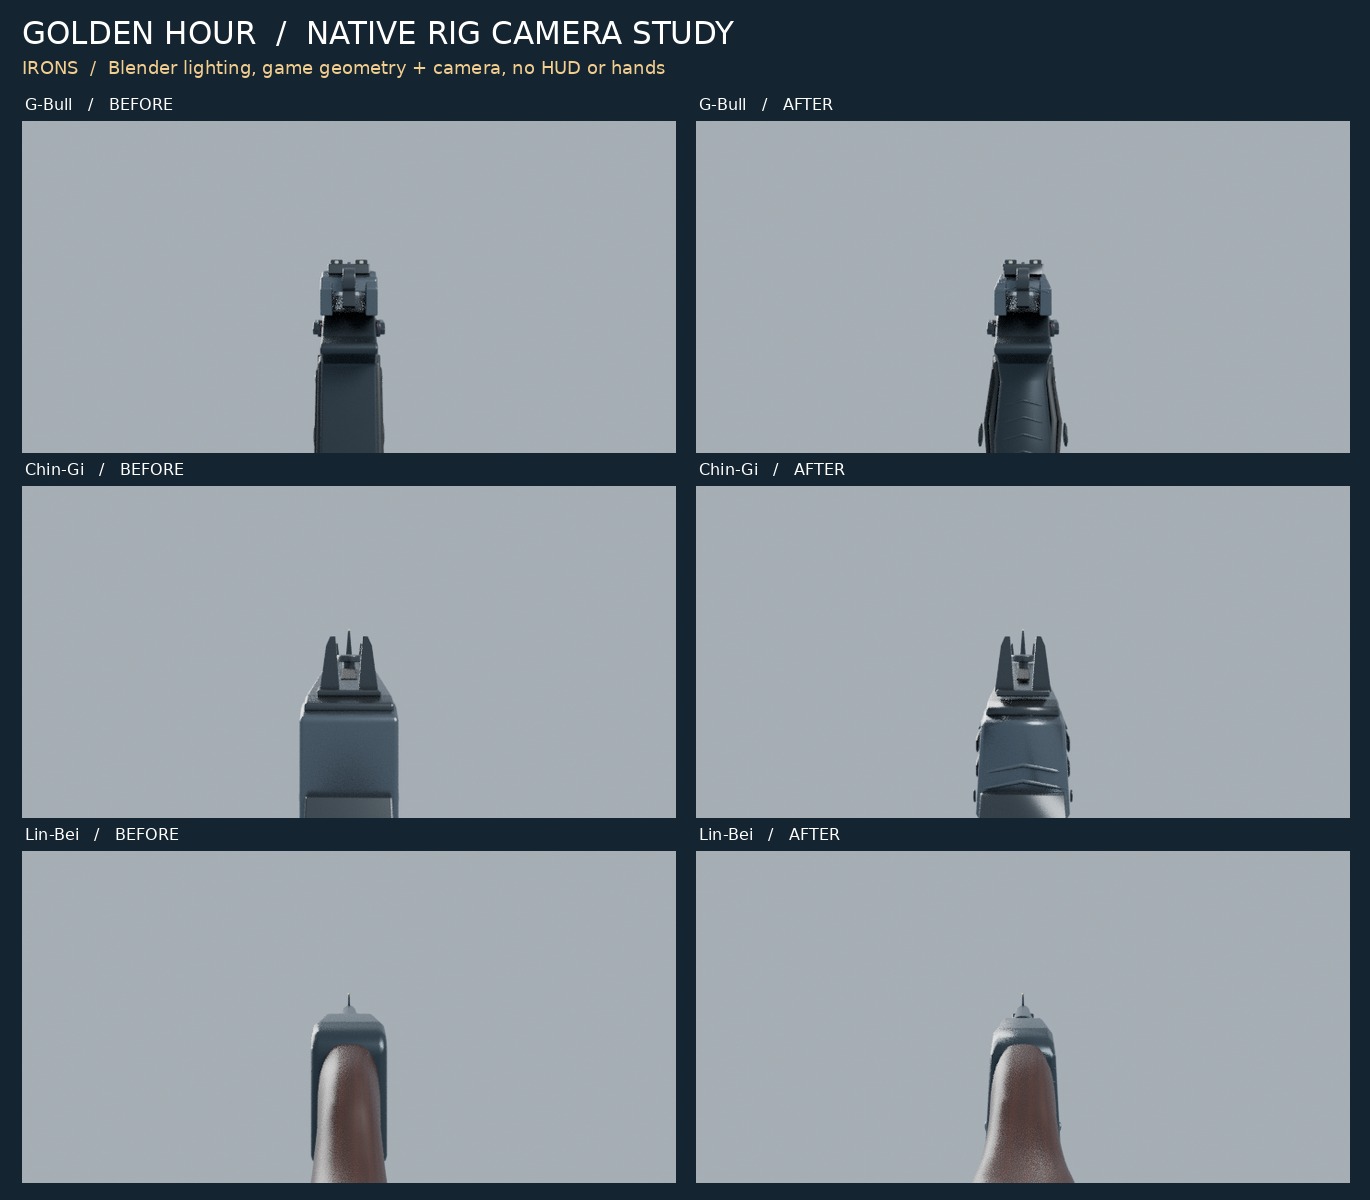 GOLDEN HOUR / NATIVE RIG CAMERA STUDY
IRONS / Blender lighting, game geometry + camera, no HUD or hands
G-Bull / BEFORE
G-Bull / AFTER
Chin-Gi / BEFORE
Chin-Gi / AFTER
Lin-Bei / BEFORE
Lin-Bei / AFTER